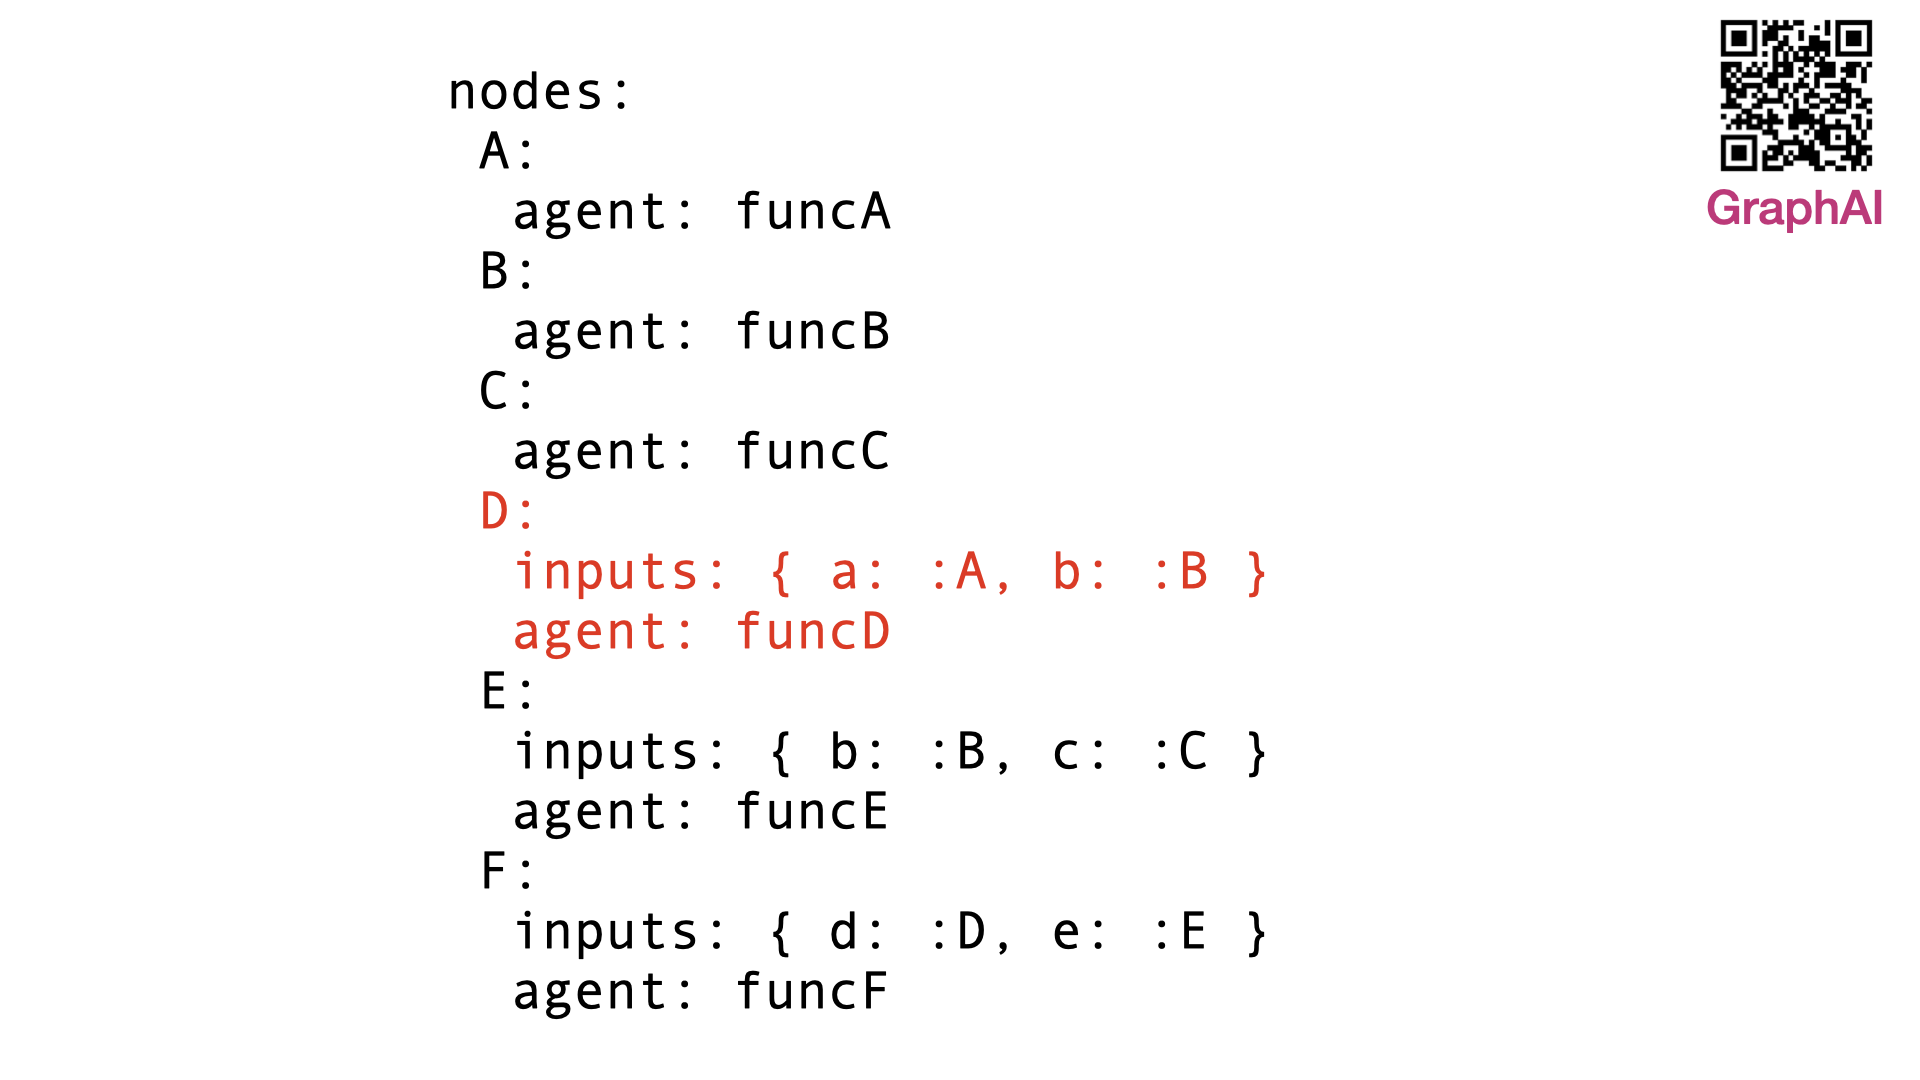 nodes:
A:
agent: funcA
B:
agent: funcB
C:
agent: funcC
D:
inputs: { a: :A, b: :B }
agent: funcD
E:
inputs: { b: :B, c: :C }
agent: funcE
F:
inputs: { d: :D, e: :E }
agent: funcF
GraphAI